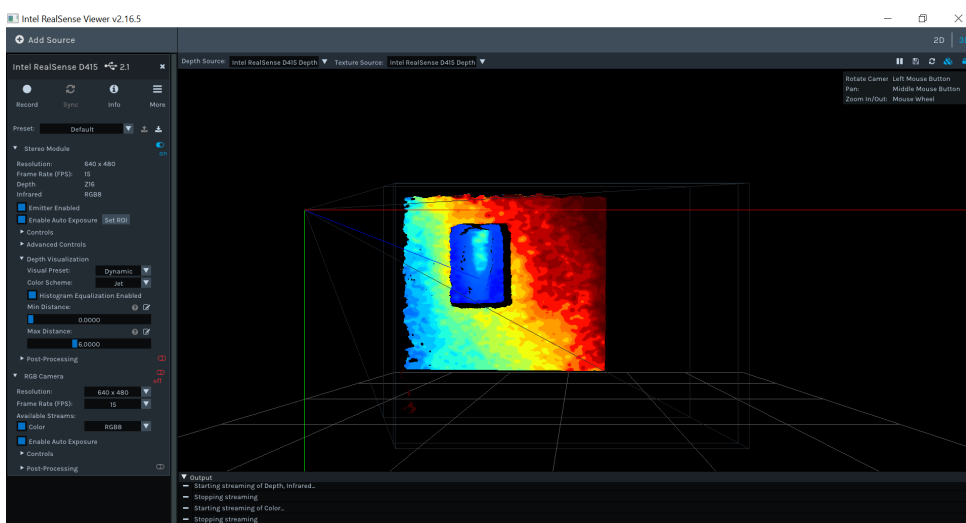 Intel RealSense Viewer v2.16.5
Add Source
2D
3D
Intel RealSense D415 2.1
Record Sync Info More
Preset: Default
Stereo Module
on
Resolution: 640 x 480
Frame Rate (FPS): 15
Depth Z16
Infrared RGB8
Emitter Enabled
Enable Auto Exposure Set ROI
Controls
Advanced Controls
Depth Visualization
Visual Preset: Dynamic
Color Scheme: Jet
Histogram Equalization Enabled
Min Distance:
0.0000
Max Distance:
6.0000
Post-Processing
RGB Camera
off
Resolution: 640 x 480
Frame Rate (FPS): 15
Available Streams:
Color RGB8
Enable Auto Exposure
Controls
Post-Processing
Depth Source: Intel RealSense D415 Depth Texture Source: Intel RealSense D415 Depth
Rotate Camer Left Mouse Button
Pan: Middle Mouse Button
Zoom In/Out: Mouse Wheel
Output
Starting streaming of Depth, Infrared...
Stopping streaming
Starting streaming of Color...
Stopping streaming